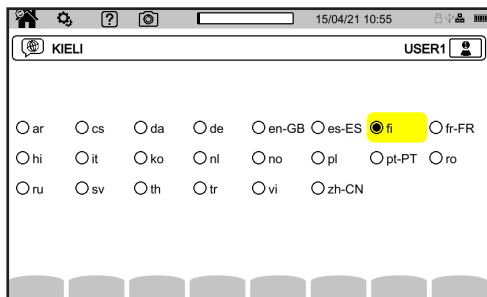 15/04/21 10:55
KIELI USER1
ar cs da de en-GB es-ES fi fr-FR
hi it ko nl no pl pt-PT ro
ru sv th tr vi zh-CN